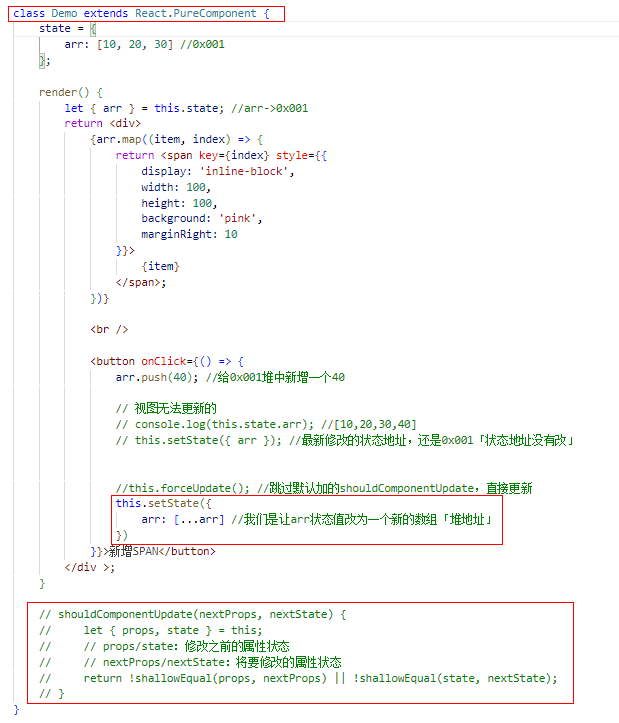 class Demo extends React.PureComponent {
    state = {
        arr: [10, 20, 30] //0x001
    };

    render() {
        let { arr } = this.state; //arr->0x001
        return <div>
            {arr.map((item, index) => {
                return <span key={index} style={{
                    display: 'inline-block',
                    width: 100,
                    height: 100,
                    background: 'pink',
                    marginRight: 10
                }}>
                    {item}
                </span>;
            })}

            <br />

            <button onClick={() => {
                arr.push(40); //给0x001堆中新增一个40

                // 视图无法更新的
                // console.log(this.state.arr); //[10,20,30,40]
                // this.setState({ arr }); //最新修改的状态地址，还是0x001「状态地址没有改」


                //this.forceUpdate(); //跳过默认加的shouldComponentUpdate，直接更新
                this.setState({
                    arr: [...arr] //我们是让arr状态值改为一个新的数组「堆地址」
                })
            }}>新增SPAN</button>
        </div >;
    }

    // shouldComponentUpdate(nextProps, nextState) {
    //     let { props, state } = this;
    //     // props/state：修改之前的属性状态
    //     // nextProps/nextState：将要修改的属性状态
    //     return !shallowEqual(props, nextProps) || !shallowEqual(state, nextState);
    // }
}